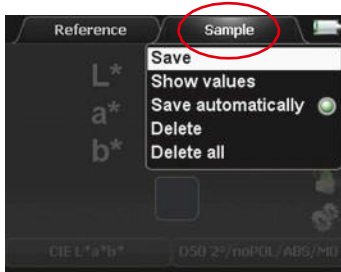 Reference Sample
Save
L*
Show values
a*
Save automatically
Delete
b*
Delete all
CIE L*a*b* D50 2°/noPOL/ABS/M0